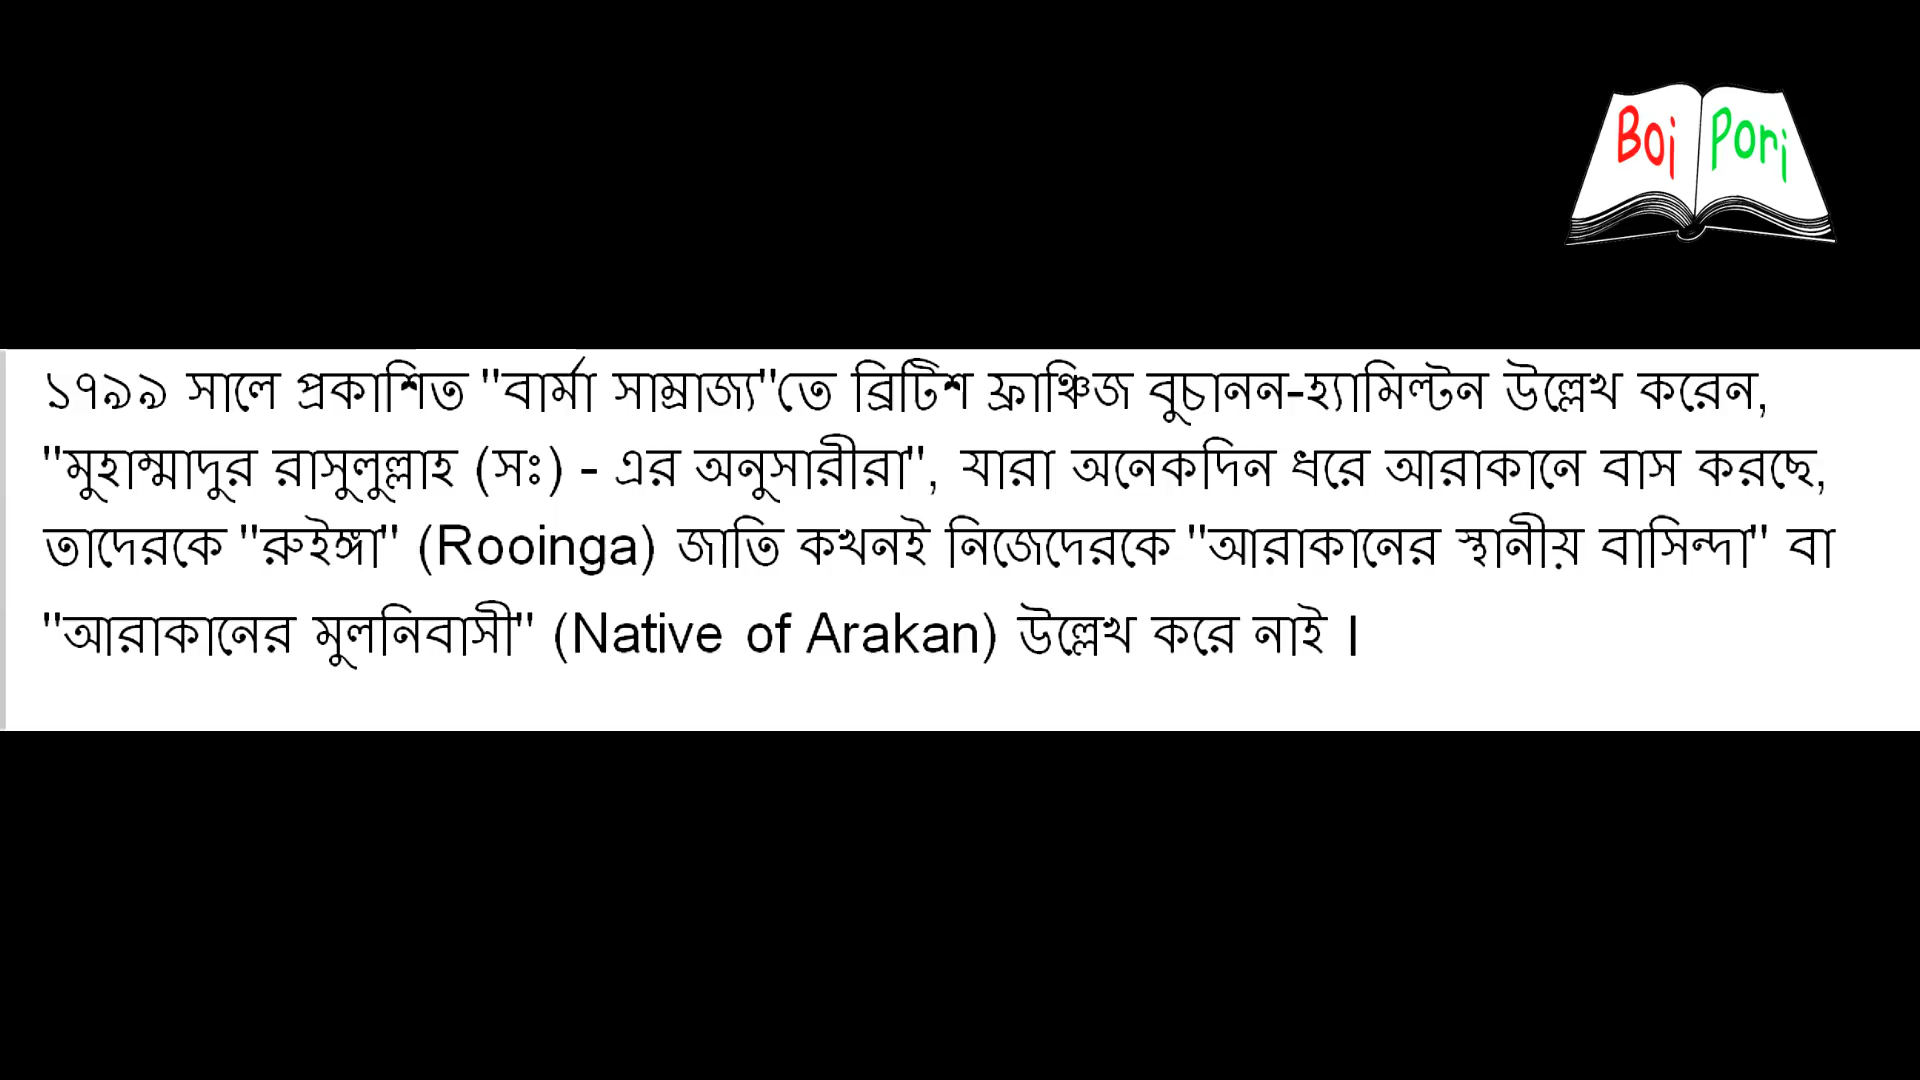 Boi Pori
১৭৯৯ সালে প্রকাশিত "বার্মা সাম্রাজ্য"তে ব্রিটিশ ফ্রাঞ্চিজ বুচানন-হ্যামিল্টন উল্লেখ করেন,
"মুহাম্মাদুর রাসুলুল্লাহ (সঃ) - এর অনুসারীরা", যারা অনেকদিন ধরে আরাকানে বাস করছে,
তাদেরকে "রুইঙ্গা" (Rooinga) জাতি কখনই নিজেদেরকে "আরাকানের স্থানীয় বাসিন্দা" বা
"আরাকানের মুলনিবাসী" (Native of Arakan) উল্লেখ করে নাই ।